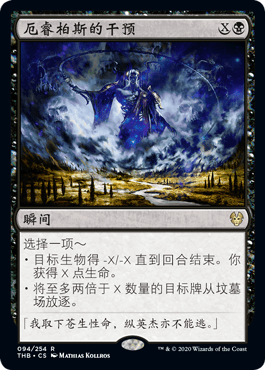 厄睿柏斯的干预 X
瞬间
选择一项～
• 目标生物得 -X/-X 直到回合结束。你
获得 X 点生命。
• 将至多两倍于 X 数量的目标牌从坟墓
场放逐。
「我取下苍生性命，纵英杰亦不能逃。」
094/254 R
THB • CS MATHIAS KOLLROS
™ & © 2020 Wizards of the Coast